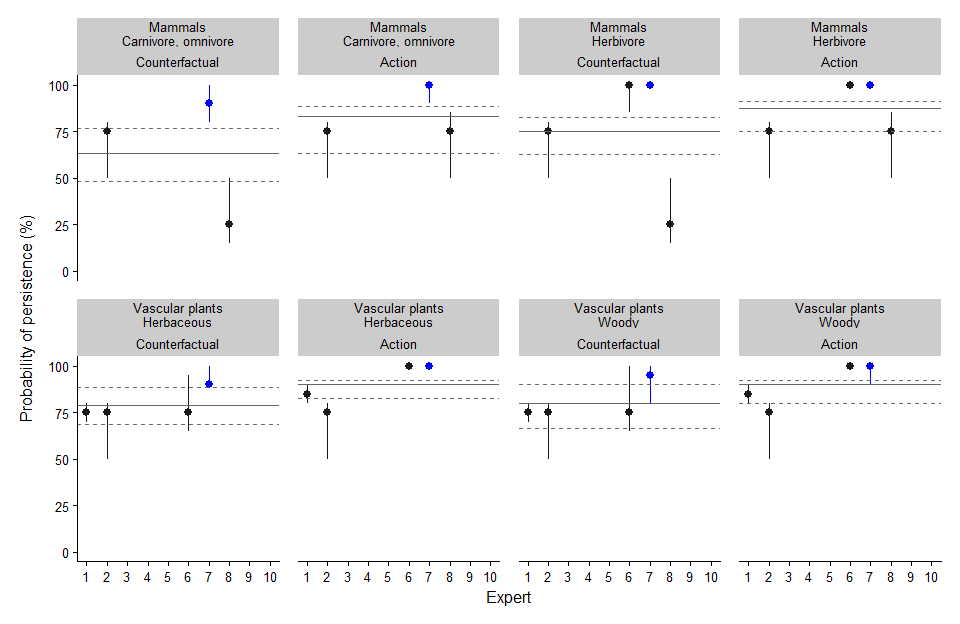 Mammals
Carnivore, omnivore
Counterfactual
Mammals
Carnivore, omnivore
Action
Mammals
Herbivore
Counterfactual
Mammals
Herbivore
Action
100
75
50
25
0
Vascular plants
Herbaceous
Counterfactual
Vascular plants
Herbaceous
Action
Vascular plants
Woody
Counterfactual
Vascular plants
Woody
Action
100
75
50
25
0
Probability of persistence (%)
1 2 3 4 5 6 7 8 9 10
1 2 3 4 5 6 7 8 9 10
1 2 3 4 5 6 7 8 9 10
1 2 3 4 5 6 7 8 9 10
Expert